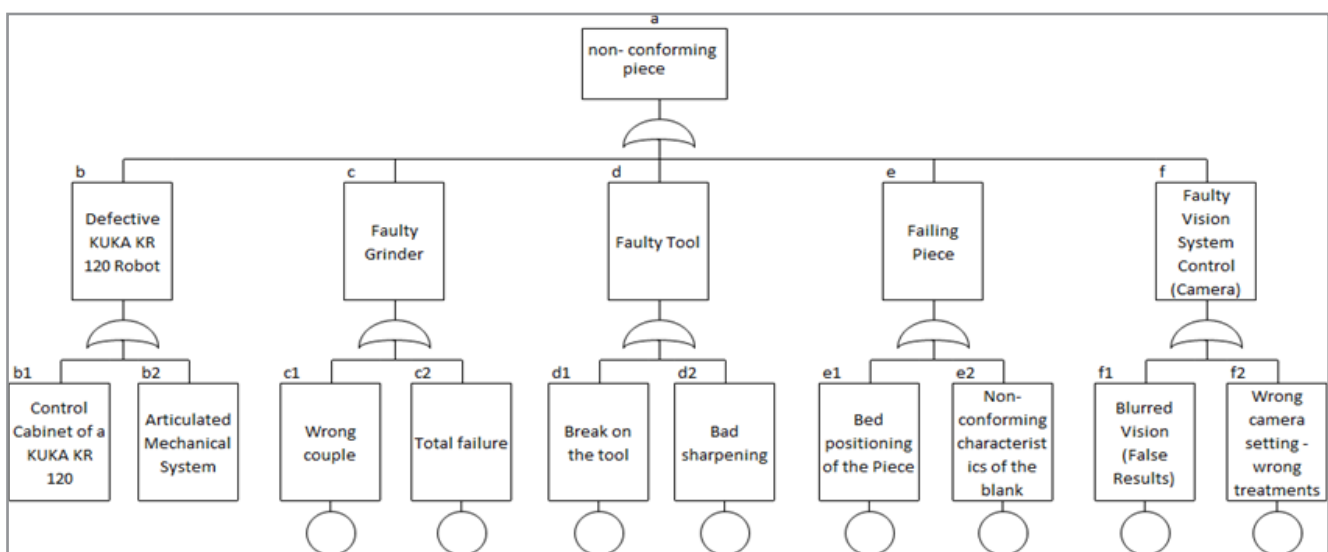 a
non- conforming
piece
b
Defective
KUKA KR
120 Robot
c
Faulty
Grinder
d
Faulty Tool
e
Failing
Piece
f
Faulty
Vision
System
Control
(Camera)
b1
Control
Cabinet of a
KUKA KR
120
b2
Articulated
Mechanical
System
c1
Wrong
couple
c2
Total failure
d1
Break on
the tool
d2
Bad
sharpening
e1
Bed
positioning
of the Piece
e2
Non-
conforming
characterist
ics of the
blank
f1
Blurred
Vision
(False
Results)
f2
Wrong
camera
setting -
wrong
treatments